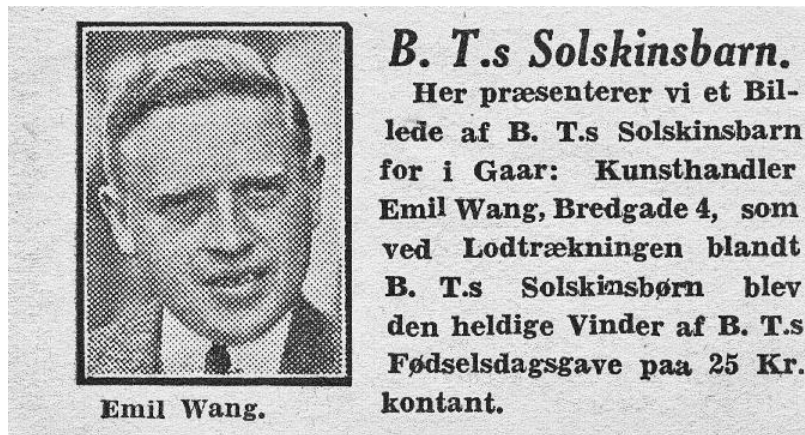 B. T.s Solskinsbarn.
Her præsenterer vi et Bil-
lede af B. T.s Solskinsbarn
for i Gaar: Kunsthandler
Emil Wang, Bredgade 4, som
ved Lodtrækningen blandt
B. T.s Solskinsbørn blev
den heldige Vinder af B. T.s
Fødselsdagsgave paa 25 Kr.
kontant.
Emil Wang.